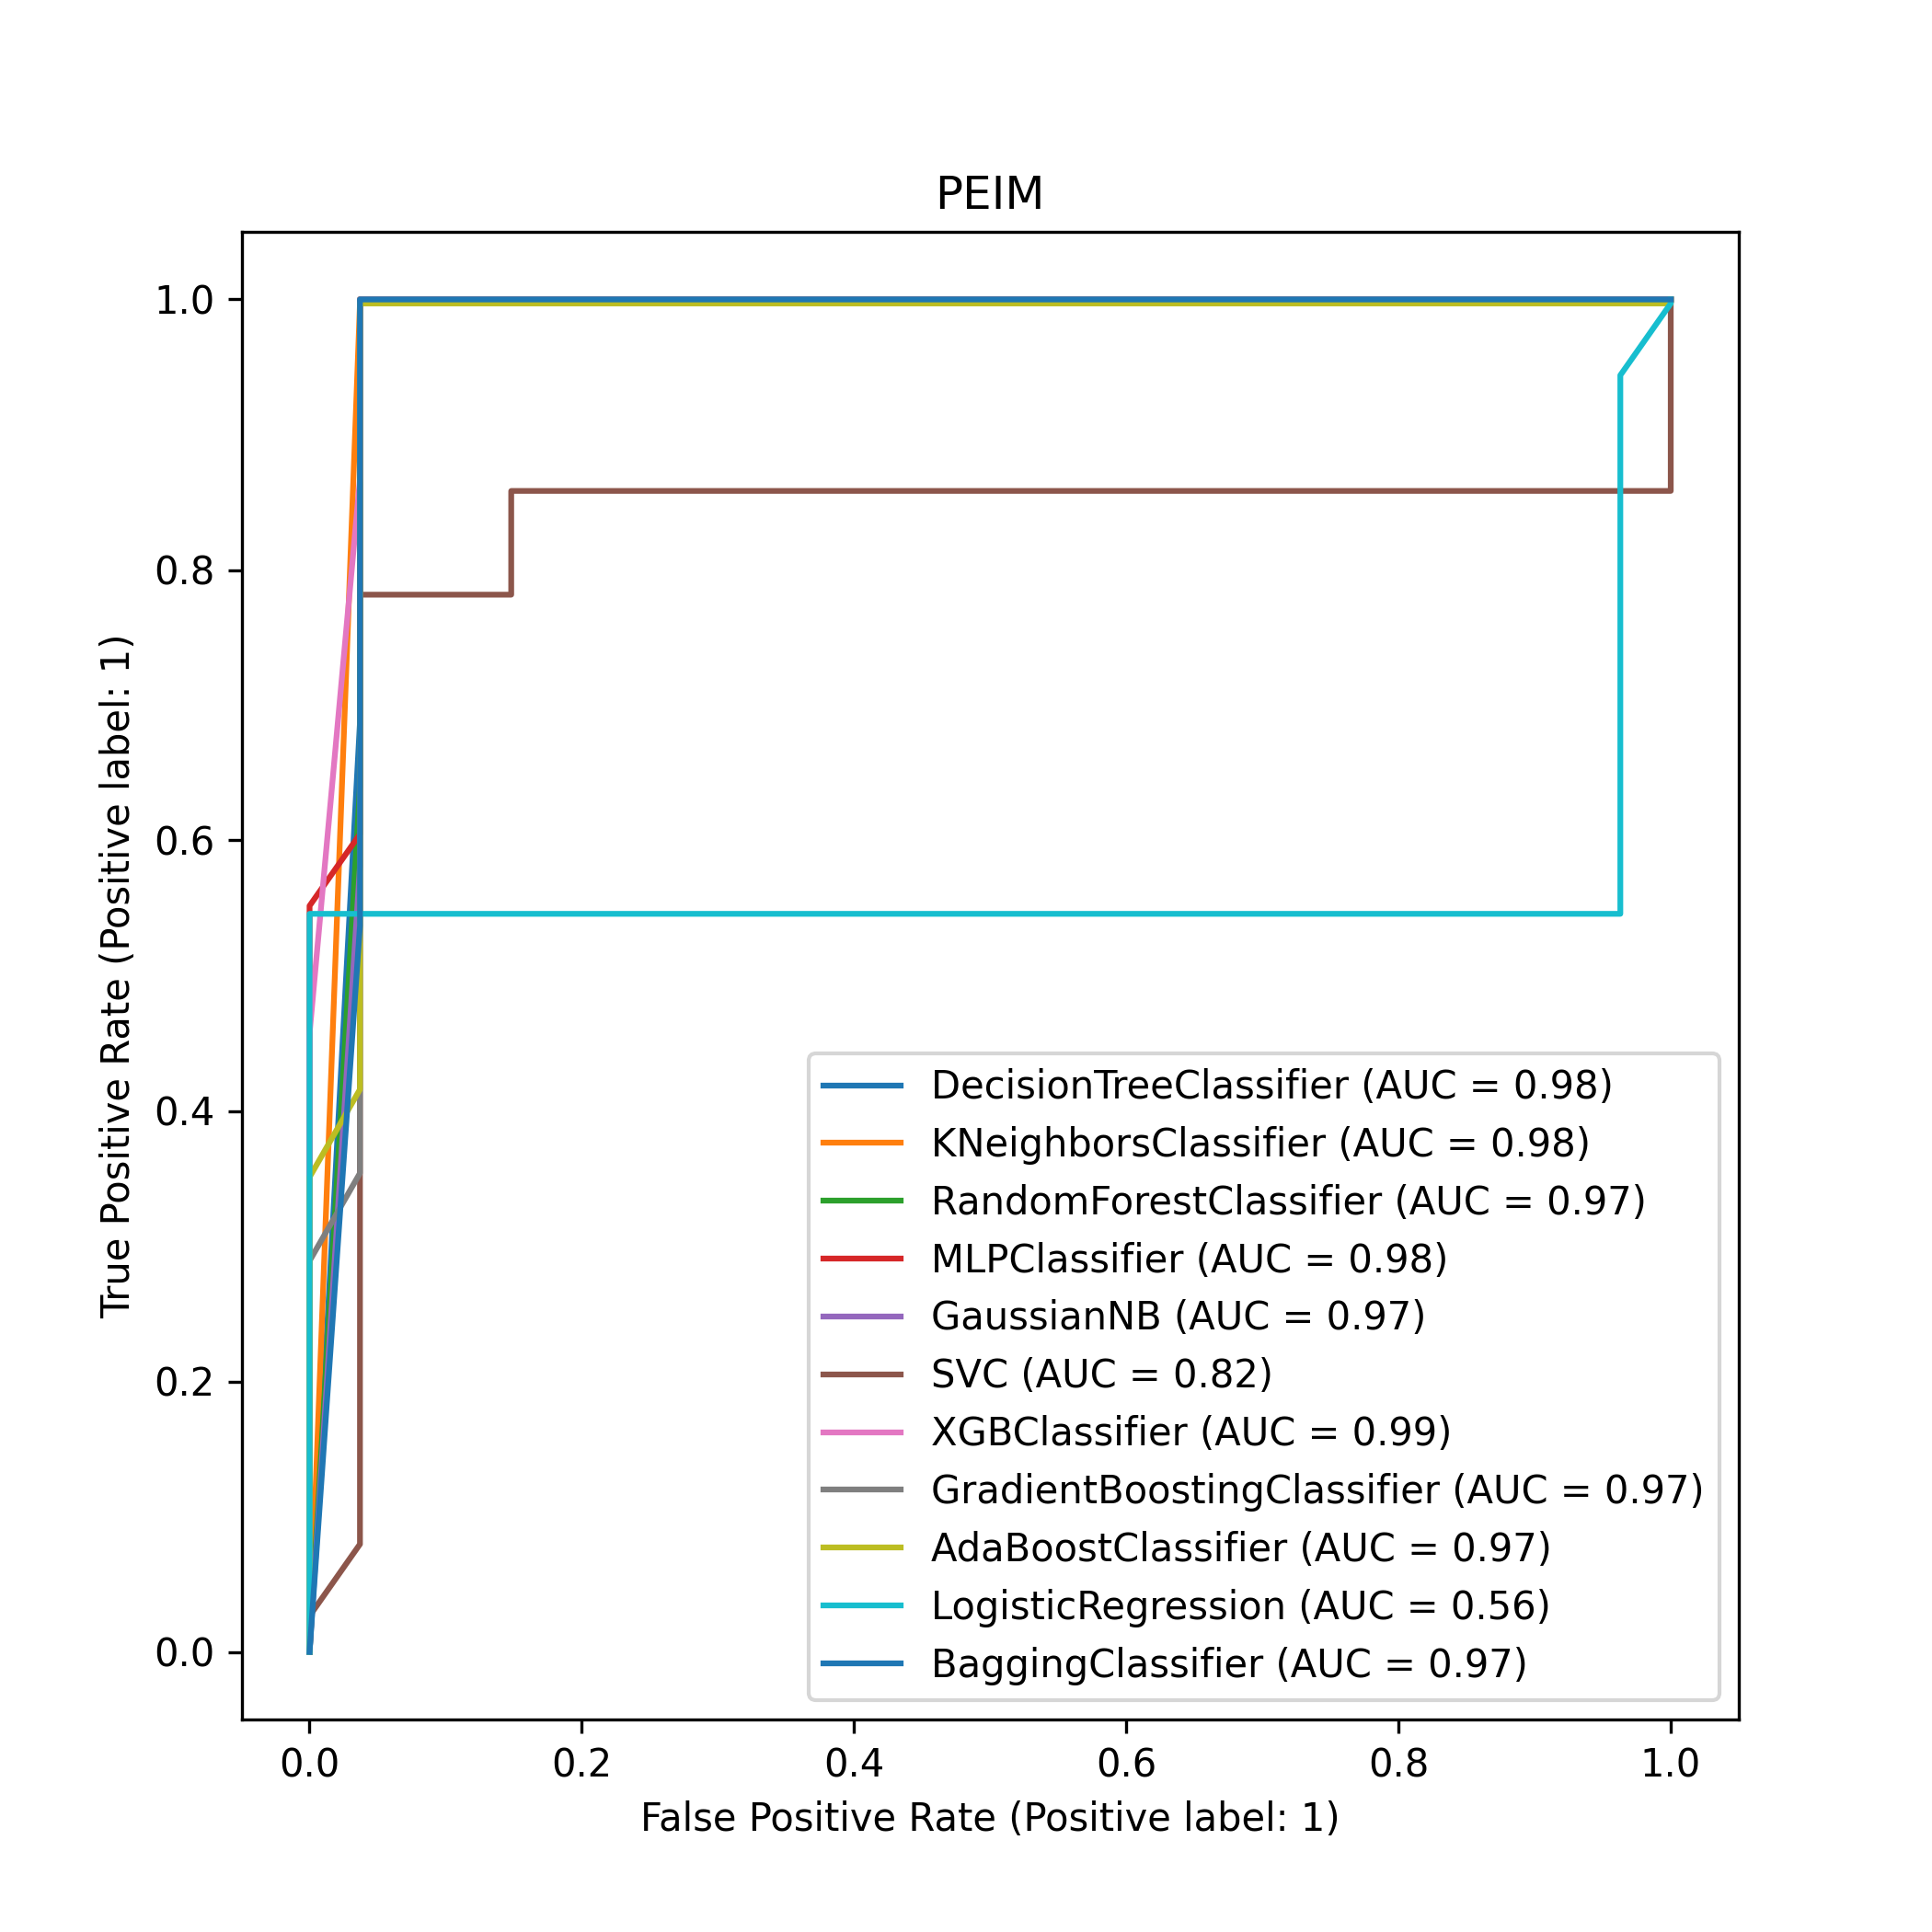 PEIM
1.0
0.8
0.6
0.4
0.2
0.0
True Positive Rate (Positive label: 1)
DecisionTreeClassifier (AUC = 0.98)
KNeighborsClassifier (AUC = 0.98)
RandomForestClassifier (AUC = 0.97)
MLPClassifier (AUC = 0.98)
GaussianNB (AUC = 0.97)
SVC (AUC = 0.82)
XGBClassifier (AUC = 0.99)
GradientBoostingClassifier (AUC = 0.97)
AdaBoostClassifier (AUC = 0.97)
LogisticRegression (AUC = 0.56)
BaggingClassifier (AUC = 0.97)
0.0 0.2 0.4 0.6 0.8 1.0
False Positive Rate (Positive label: 1)